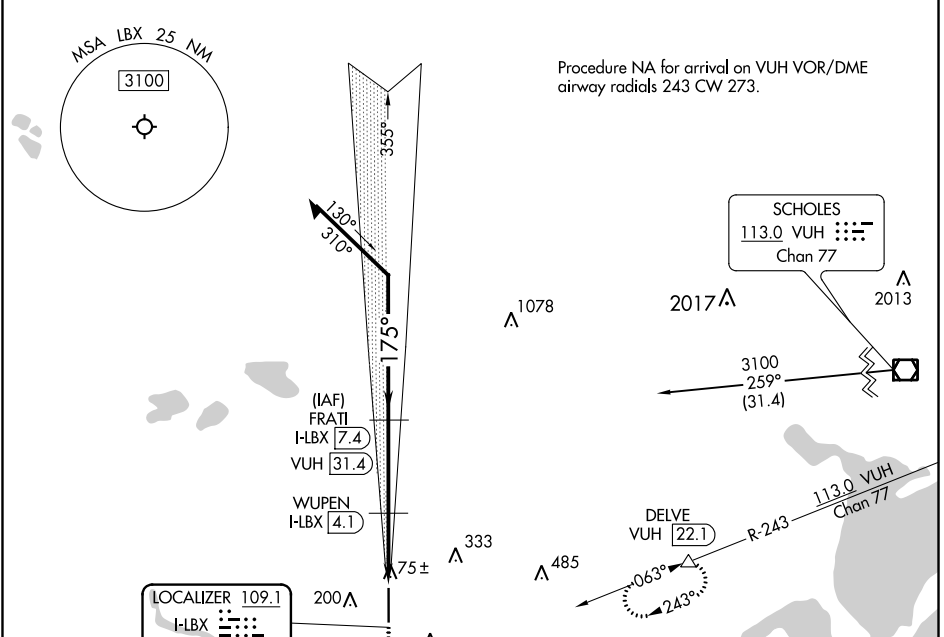 MSA LBX 25 NM
3100
Procedure NA for arrival on VUH VOR/DME
airway radials 243 CW 273.
355°
130°
310°
175°
SCHOLES
113.0 VUH
Chan 77
1078
2017
2013
3100
259°
(31.4)
(IAF)
FRATI
I-LBX 7.4
VUH 31.4
WUPEN
I-LBX 4.1
75±
333
485
DELVE
VUH 22.1
R-243
113.0 VUH
Chan 77
063°
243°
LOCALIZER 109.1
I-LBX
200